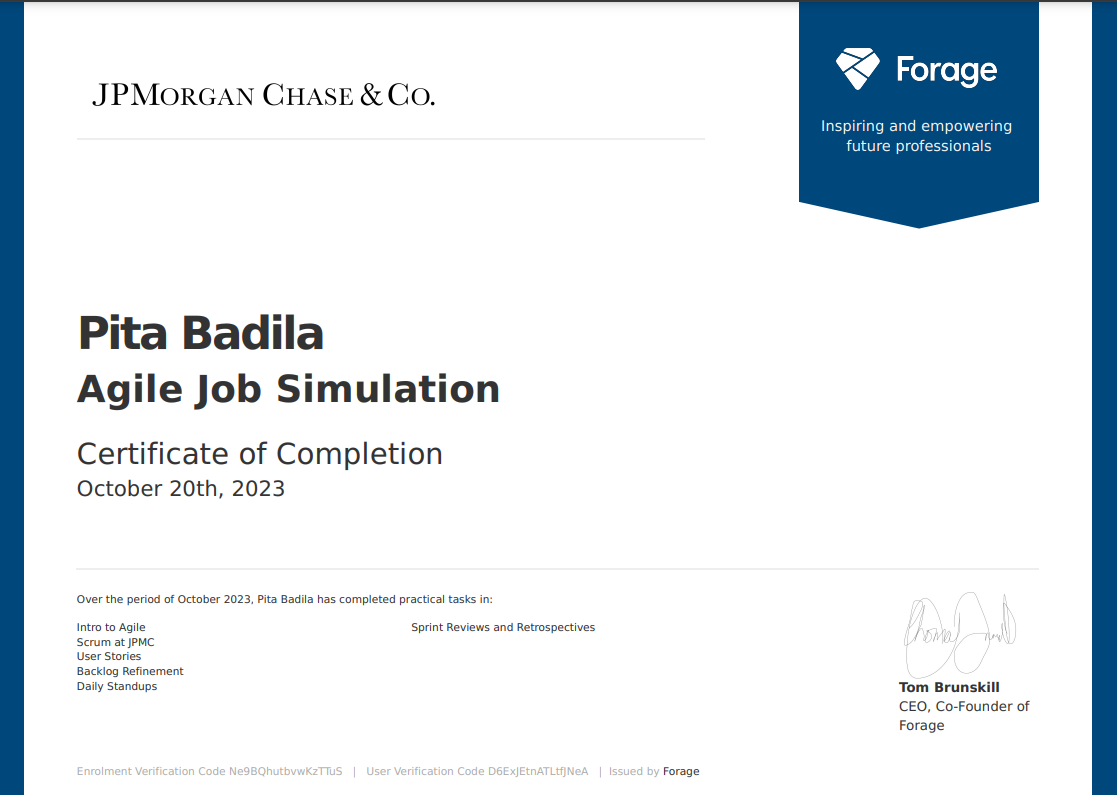 JPMORGAN CHASE & CO.
Forage
Inspiring and empowering
future professionals
Pita Badila
Agile Job Simulation
Certificate of Completion
October 20th, 2023
Over the period of October 2023, Pita Badila has completed practical tasks in:
Intro to Agile
Scrum at JPMC
User Stories
Backlog Refinement
Daily Standups
Sprint Reviews and Retrospectives
Tom Brunskill
CEO, Co-Founder of
Forage
Enrolment Verification Code Ne9BQhutbvwKzTTuS | User Verification Code D6ExJEtnATLtfJNeA | Issued by Forage